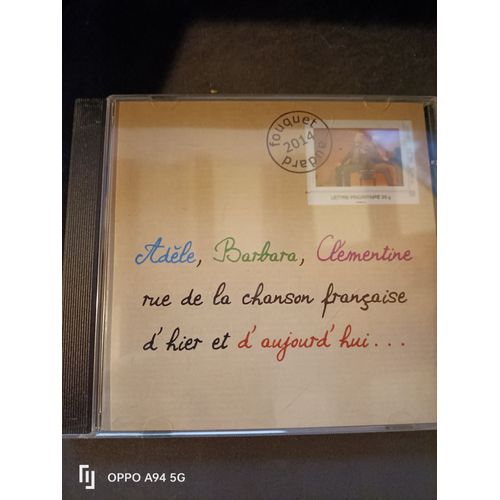 fouquet
2014
audard
LETTRE PRIORITAIRE 20 g
Adèle, Barbara, Clémentine
rue de la chanson française
d'hier et d'aujourd'hui...
OPPO A94 5G